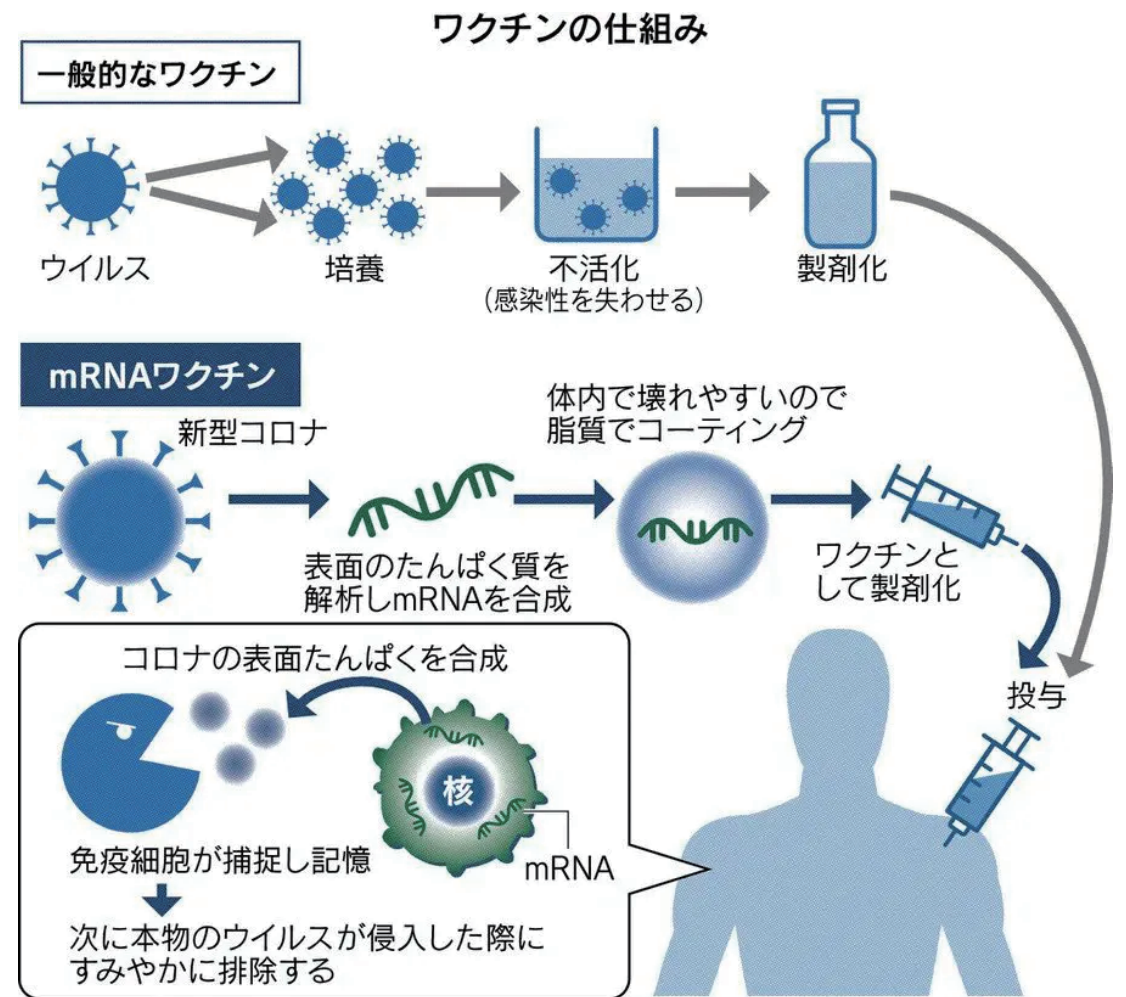 ワクチンの仕組み
一般的なワクチン
ウイルス
培養
不活化
（感染性を失わせる）
製剤化
mRNAワクチン
新型コロナ
表面のたんぱく質を
解析しmRNAを合成
体内で壊れやすいので
脂質でコーティング
ワクチンと
して製剤化
投与
コロナの表面たんぱくを合成
核
mRNA
免疫細胞が捕捉し記憶
次に本物のウイルスが侵入した際に
すみやかに排除する